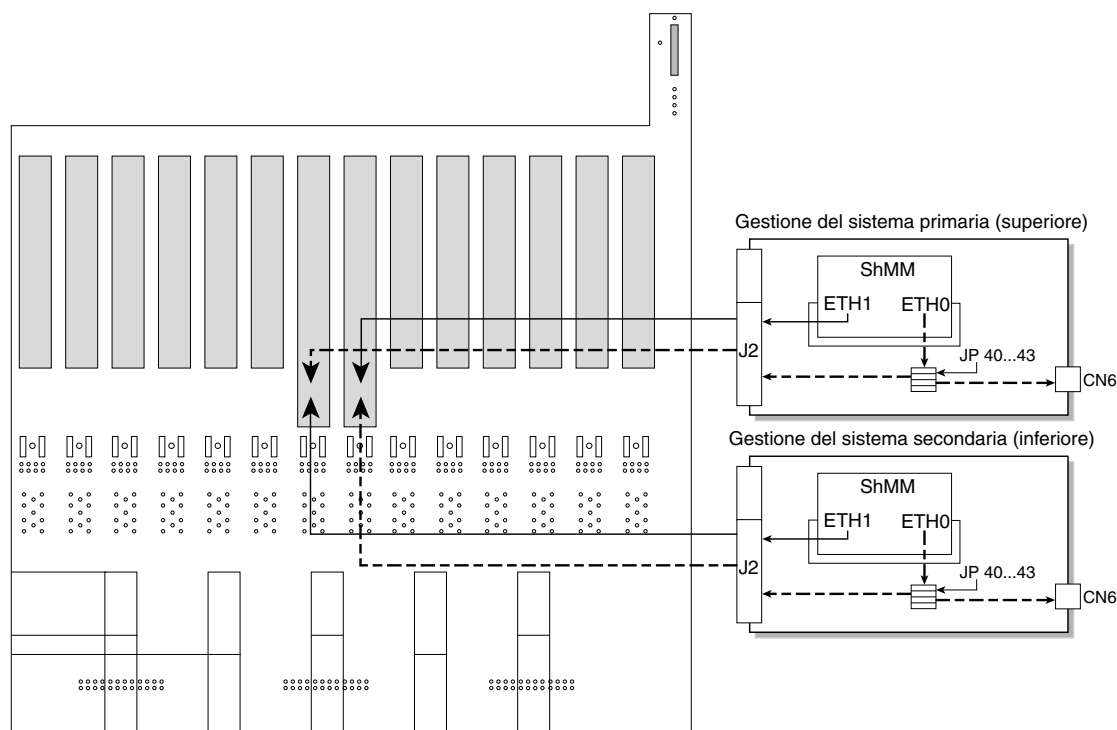 Gestione del sistema primaria (superiore)
ShMM
ETH1 ETH0
J2
JP 40...43
CN6
Gestione del sistema secondaria (inferiore)
ShMM
ETH1 ETH0
J2
JP 40...43
CN6